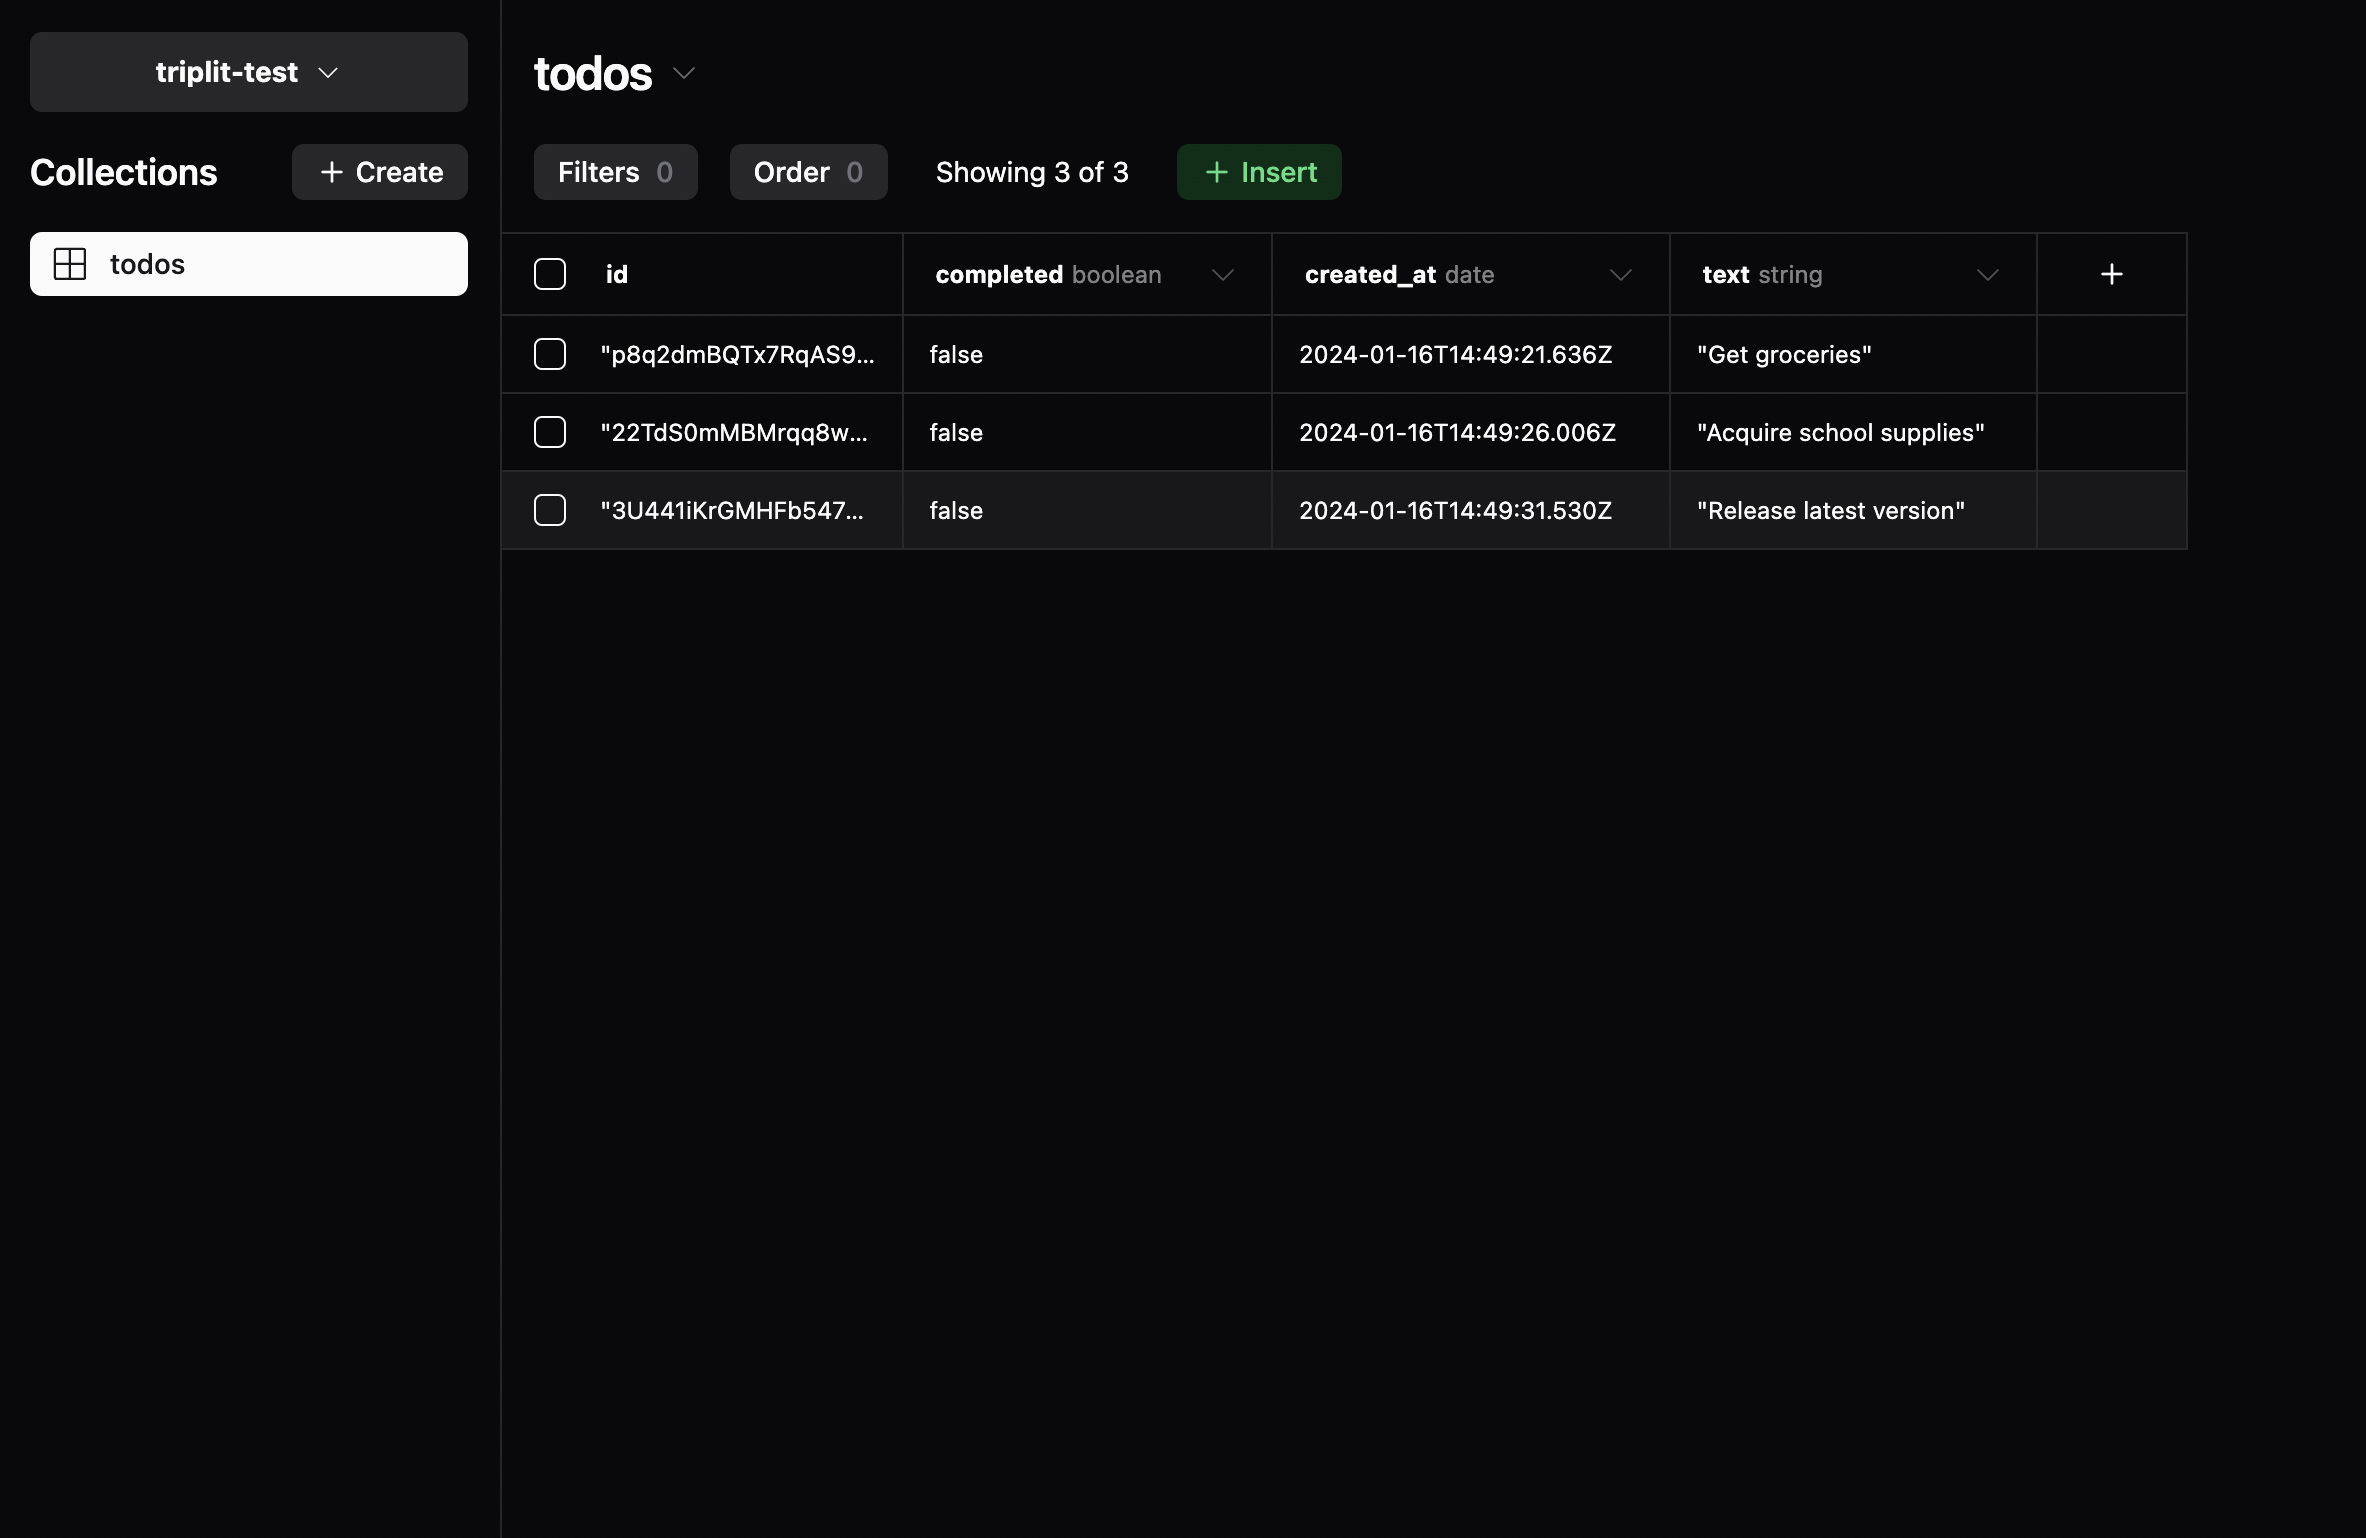 triplit-test
Collections
+ Create
todos
todos
Filters 0
Order 0
Showing 3 of 3
+ Insert
id
completed boolean
created_at date
text string
+
"p8q2dmBQTx7RqAS9...
false
2024-01-16T14:49:21.636Z
"Get groceries"
"22TdS0mMBMrqq8w...
false
2024-01-16T14:49:26.006Z
"Acquire school supplies"
"3U441iKrGMHFb547...
false
2024-01-16T14:49:31.530Z
"Release latest version"